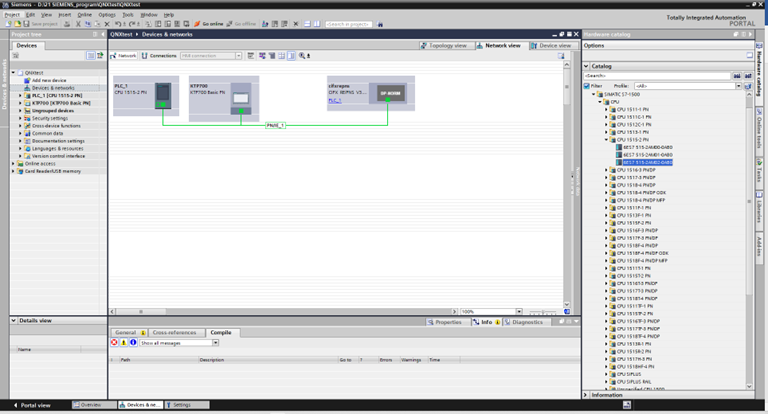 Siemens - D:\21 SIEMENS_program\QNXtest\QNXtest
Project Edit View Insert Online Options Tools Window Help
Totally Integrated Automation
PORTAL
Save project
Go online Go offline
<Search in project>
Project tree
Devices
QNXtest
Add new device
Devices & networks
PLC_1 [CPU 1515-2 PN]
KTP700 [KTP700 Basic PN]
Ungrouped devices
Security settings
Cross-device functions
Common data
Documentation settings
Languages & resources
Version control interface
Online access
Card Reader/USB memory
Details view
Name
QNXtest › Devices & networks
Topology view
Network view
Device view
Network
Connections
HMI connection
PLC_1
CPU 1515-2 PN
KTP700
KTP700 Basic PN
PLC_1
DP-NORM
PN/IE_1
100%
Properties
Info
Diagnostics
General
Cross-references
Compile
Show all messages
Path Description Go to ? Errors Warnings Time
Hardware catalog
Options
Catalog
<Search>
Filter
Profile:
<All>
SIMATIC S7-1500
CPU
CPU 1511-1 PN
CPU 1511C-1 PN
CPU 1512C-1 PN
CPU 1513-1 PN
CPU 1515-2 PN
6ES7 515-2AM00-0AB0
6ES7 515-2AM01-0AB0
6ES7 515-2AM02-0AB0
CPU 1516-3 PN/DP
CPU 1517-3 PN/DP
CPU 1518-4 PN/DP
CPU 1518-4 PN/DP ODK
CPU 1518-4 PN/DP MFP
CPU 1511F-1 PN
CPU 1513F-1 PN
CPU 1515F-2 PN
CPU 1516F-3 PN/DP
CPU 1517F-3 PN/DP
CPU 1518F-4 PN/DP
CPU 1518F-4 PN/DP ODK
CPU 1518F-4 PN/DP MFP
CPU 1511T-1 PN
CPU 1515T-2 PN
CPU 1516T-3 PN/DP
CPU 1517T-3 PN/DP
CPU 1518T-4 PN/DP
CPU 1511TF-1 PN
CPU 1515TF-2 PN
CPU 1516TF-3 PN/DP
CPU 1517TF-3 PN/DP
CPU 1518TF-4 PN/DP
CPU 1513R-1 PN
CPU 1515R-2 PN
CPU 1517H-3 PN
CPU 1518HF-4 PN
CPU SIPLUS
CPU SIPLUS RAIL
Information
Devices & networks
Hardware catalog
Online tools
Tasks
Libraries
Add-ins
Portal view
Overview
Devices & ne...
Settings